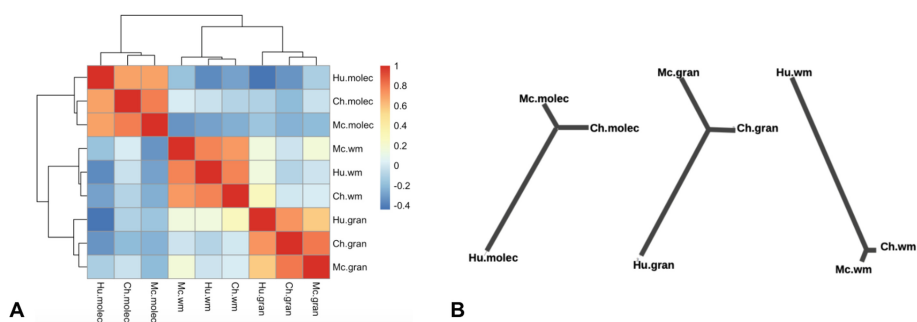 1
0.8
0.6
0.4
0.2
0
-0.2
-0.4
Hu.molec
Ch.molec
Mc.molec
Mc.wm
Hu.wm
Ch.wm
Hu.gran
Ch.gran
Mc.gran
Hu.molec
Ch.molec
Mc.molec
Mc.wm
Hu.wm
Ch.wm
Hu.gran
Ch.gran
Mc.gran
A
Mc.molec
Ch.molec
Hu.molec
Mc.gran
Ch.gran
Hu.gran
Hu.wm
Ch.wm
Mc.wm
B